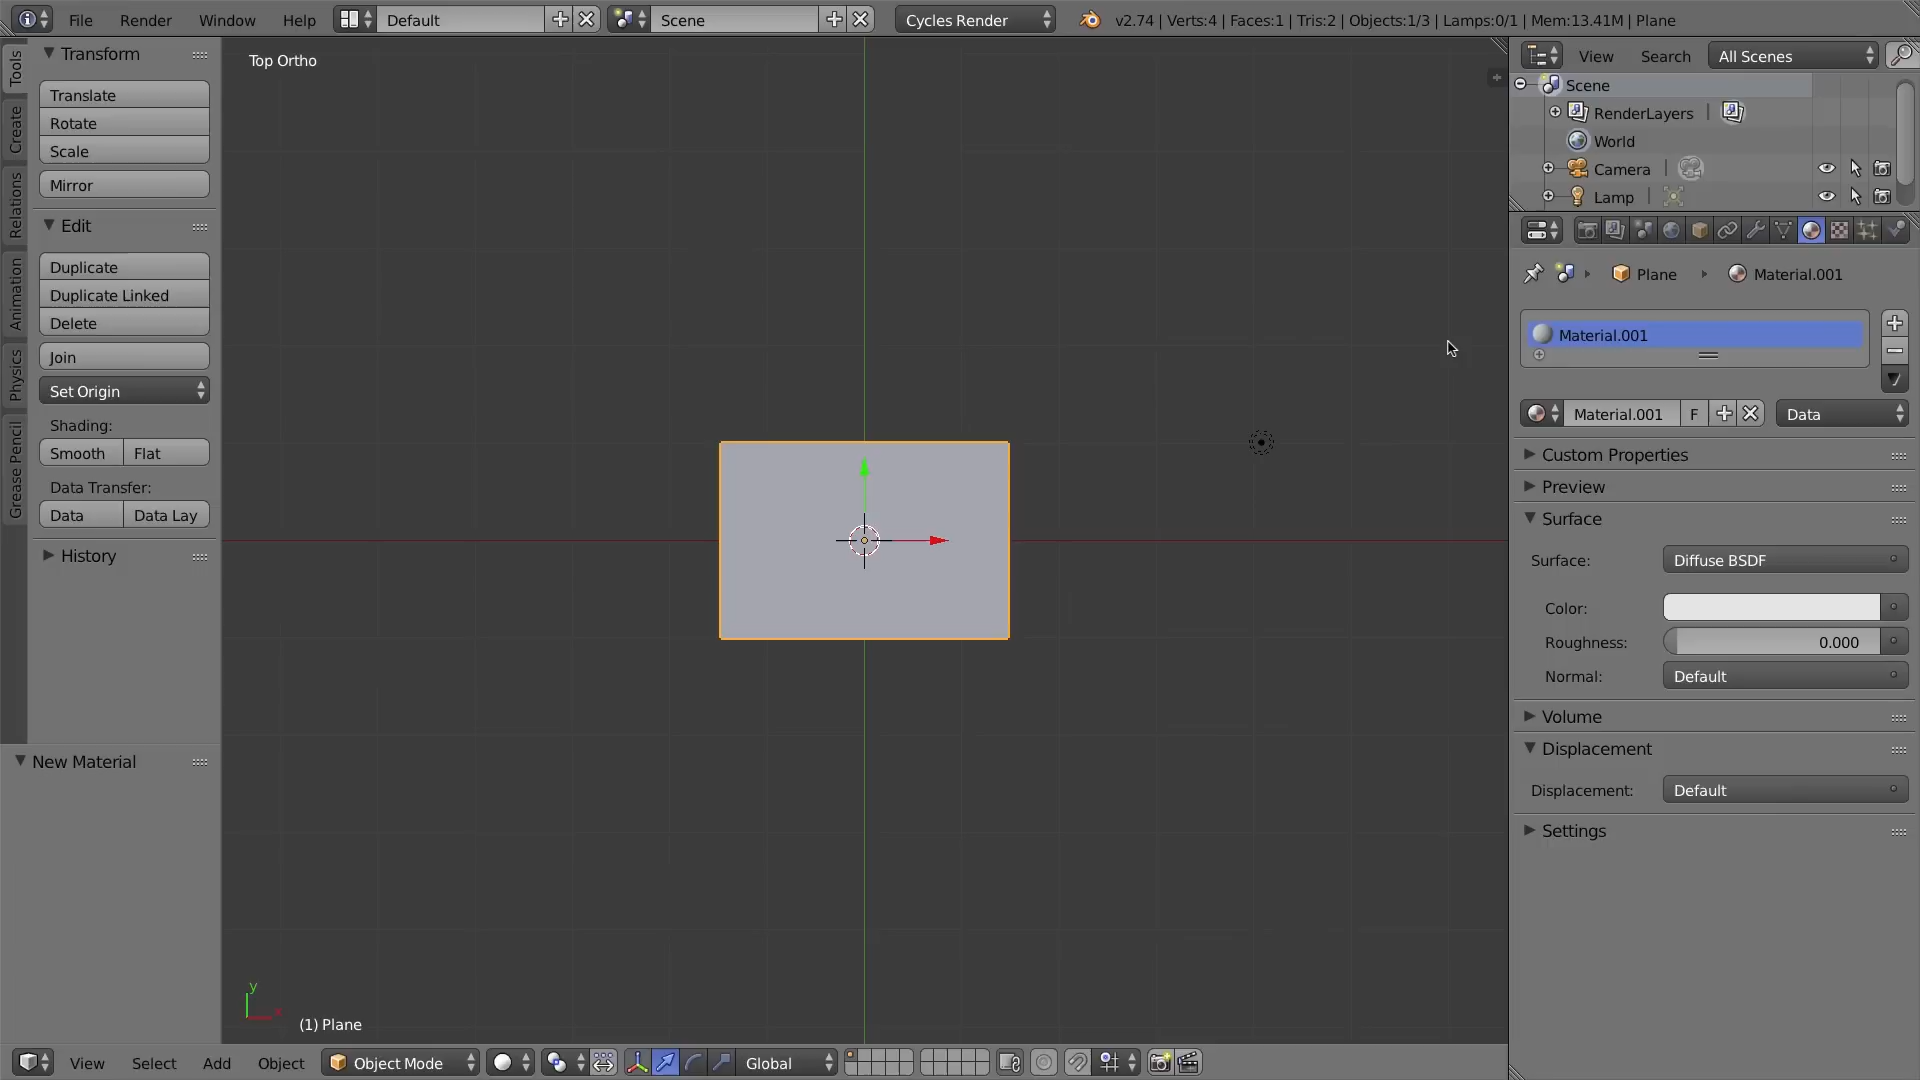 File Render Window Help Default Scene Cycles Render v2.74 | Verts:4 | Faces:1 | Tris:2 | Objects:1/3 | Lamps:0/1 | Mem:13.41M | Plane
Tools
Create
Relations
Animation
Physics
Grease Pencil
Transform
Translate
Rotate
Scale
Mirror
Edit
Duplicate
Duplicate Linked
Delete
Join
Set Origin
Shading:
Smooth Flat
Data Transfer:
Data Data Lay
History
New Material
Top Ortho
y
x
(1) Plane
View Select Add Object Object Mode Global
View Search All Scenes
Scene
RenderLayers
World
Camera
Lamp
Plane Material.001
Material.001
Material.001 F Data
Custom Properties
Preview
Surface
Surface: Diffuse BSDF
Color:
Roughness: 0.000
Normal: Default
Volume
Displacement
Displacement: Default
Settings